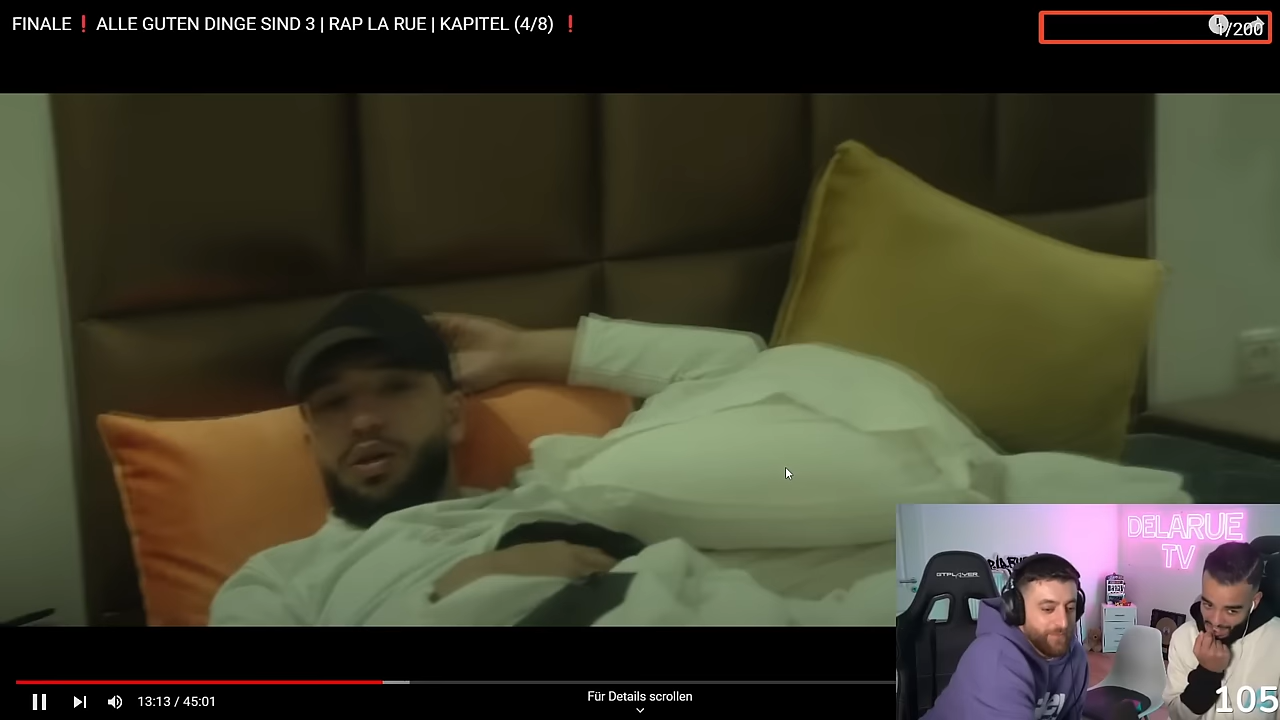 FINALE❗ ALLE GUTEN DINGE SIND 3 | RAP LA RUE | KAPITEL (4/8) ❗
1/200
GTPLAYER
DELARUE
TV
13:13 / 45:01
Für Details scrollen
105